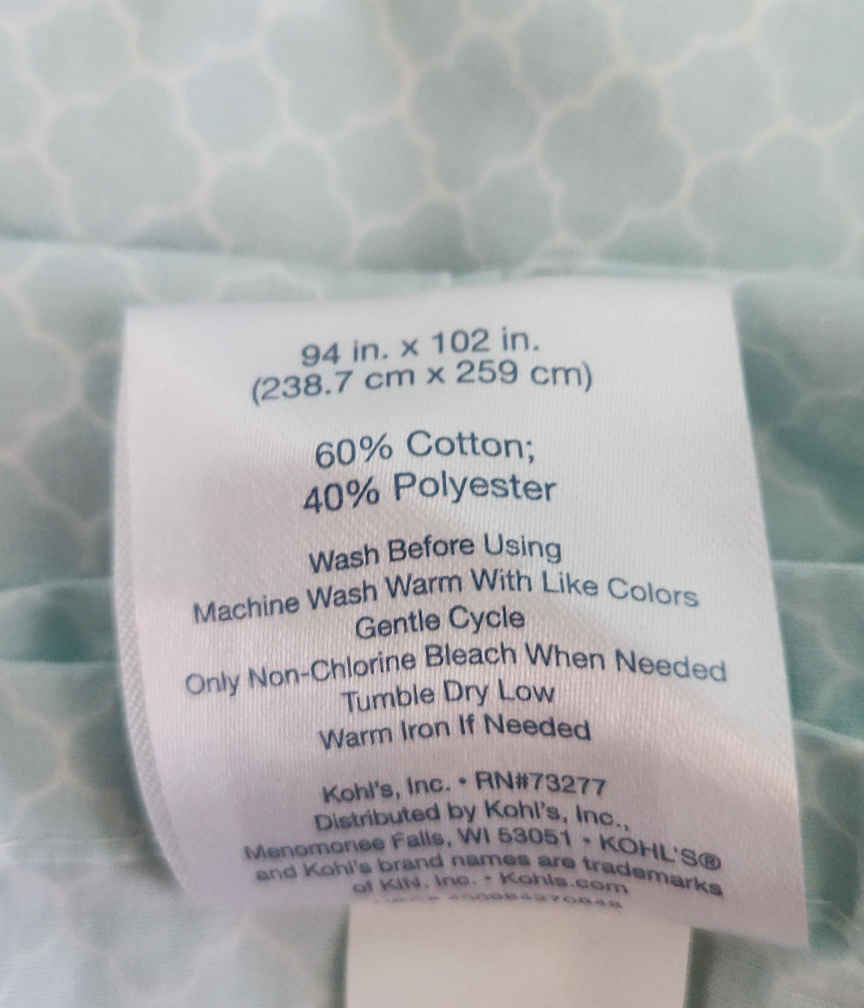 94 in. x 102 in.
(238.7 cm x 259 cm)
60% Cotton;
40% Polyester
Wash Before Using
Machine Wash Warm With Like Colors
Gentle Cycle
Only Non-Chlorine Bleach When Needed
Tumble Dry Low
Warm Iron If Needed
Kohl's, Inc. • RN#73277
Distributed by Kohl's, Inc.,
Menomonee Falls, WI 53051 • KOHL'S®
and Kohl's brand names are trademarks
of KIN, Inc. • Kohls.com